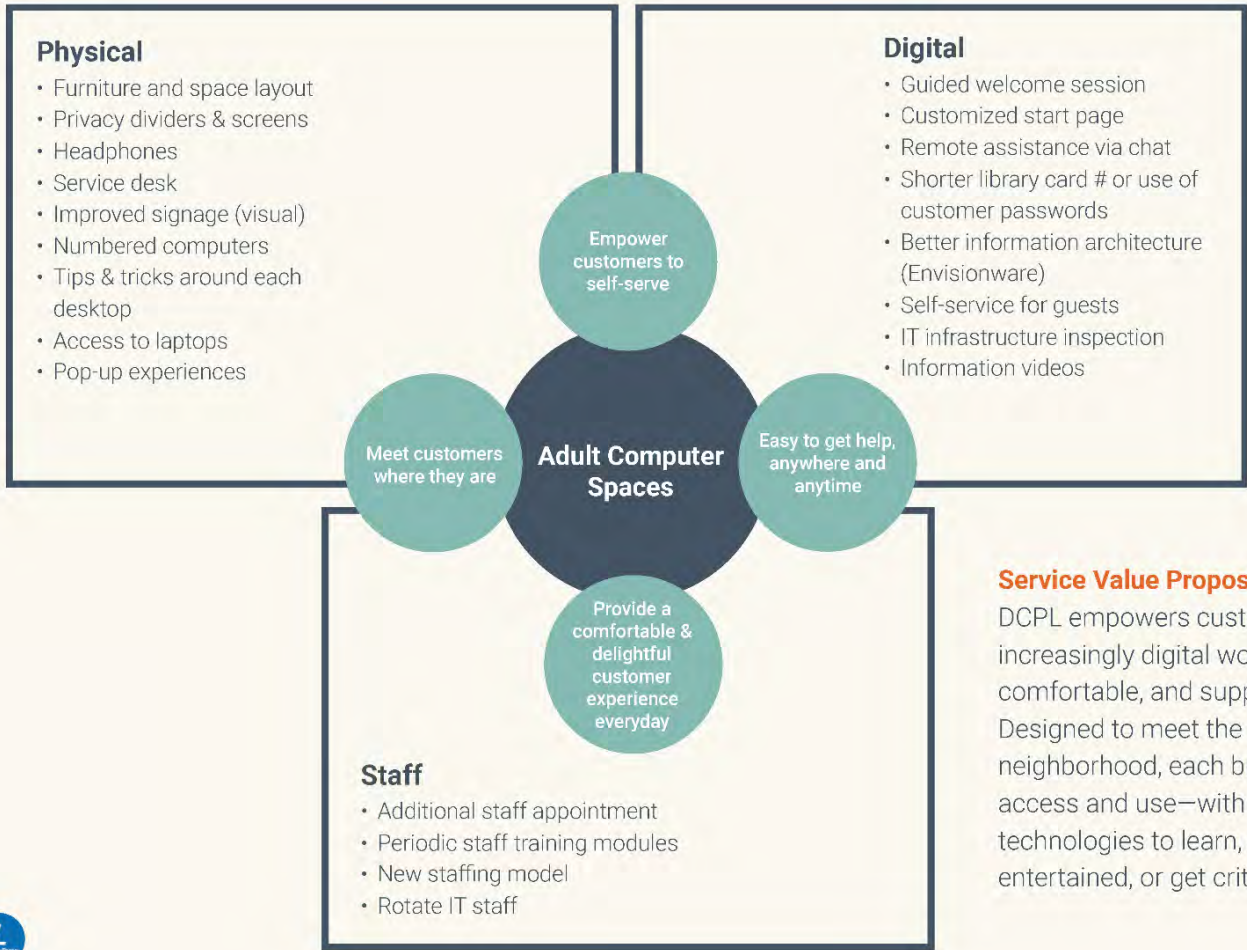 Physical
• Furniture and space layout
• Privacy dividers & screens
• Headphones
• Service desk
• Improved signage (visual)
• Numbered computers
• Tips & tricks around each
desktop
• Access to laptops
• Pop-up experiences
Digital
• Guided welcome session
• Customized start page
• Remote assistance via chat
• Shorter library card # or use of
customer passwords
• Better information architecture
(Envisionware)
• Self-service for guests
• IT infrastructure inspection
• Information videos
Empower
customers to
self-serve
Meet customers
where they are
Adult Computer
Spaces
Easy to get help,
anywhere and
anytime
Provide a
comfortable &
delightful
customer
experience
everyday
Staff
• Additional staff appointment
• Periodic staff training modules
• New staffing model
• Rotate IT staff
Service Value
DCPL empowers
increasingly digital
comfortable, and
Designed to meet the
neighborhood, each
access and use—with
technologies to learn,
entertained, or get